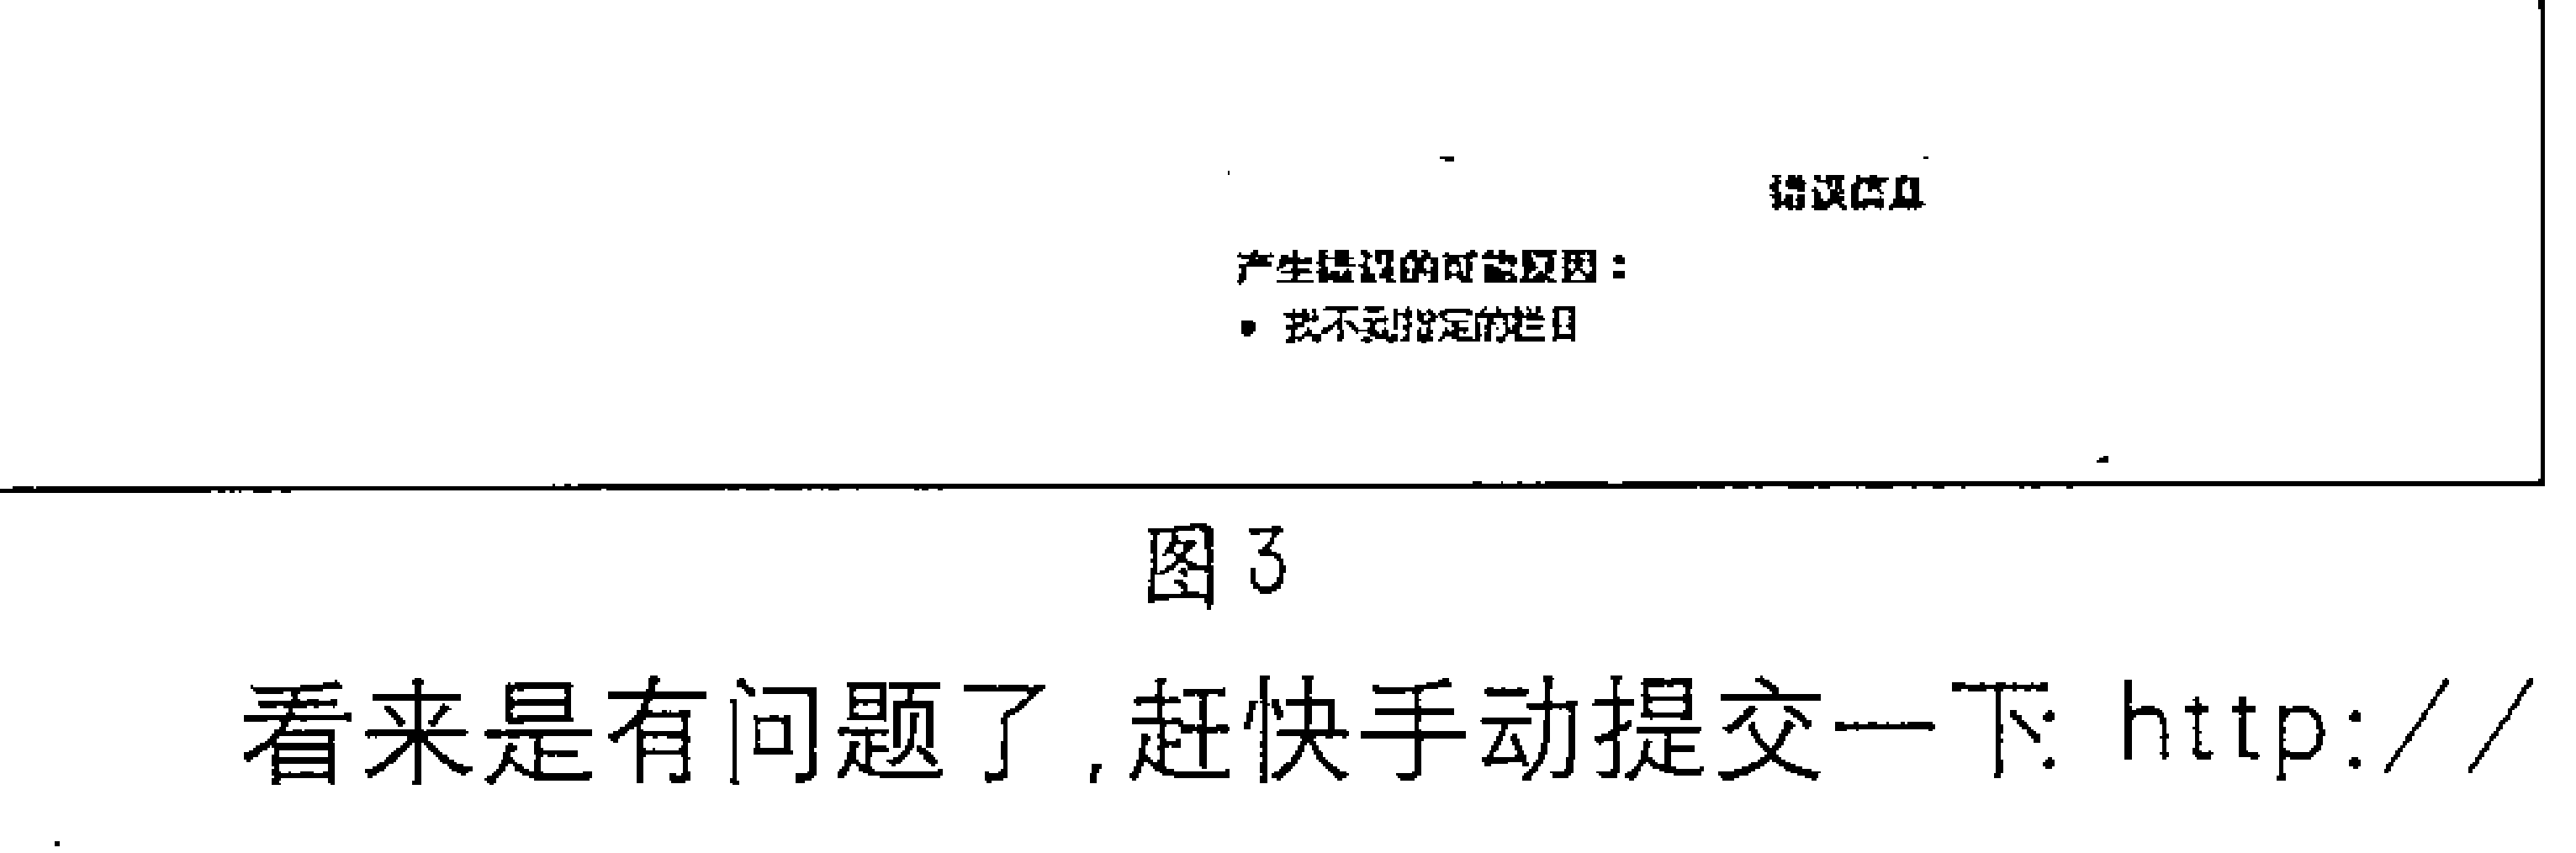 错误信息
产生错误的可能原因：
• 找不到指定的栏目
图 3
看来是有问题了,赶快手动提交一下: http://